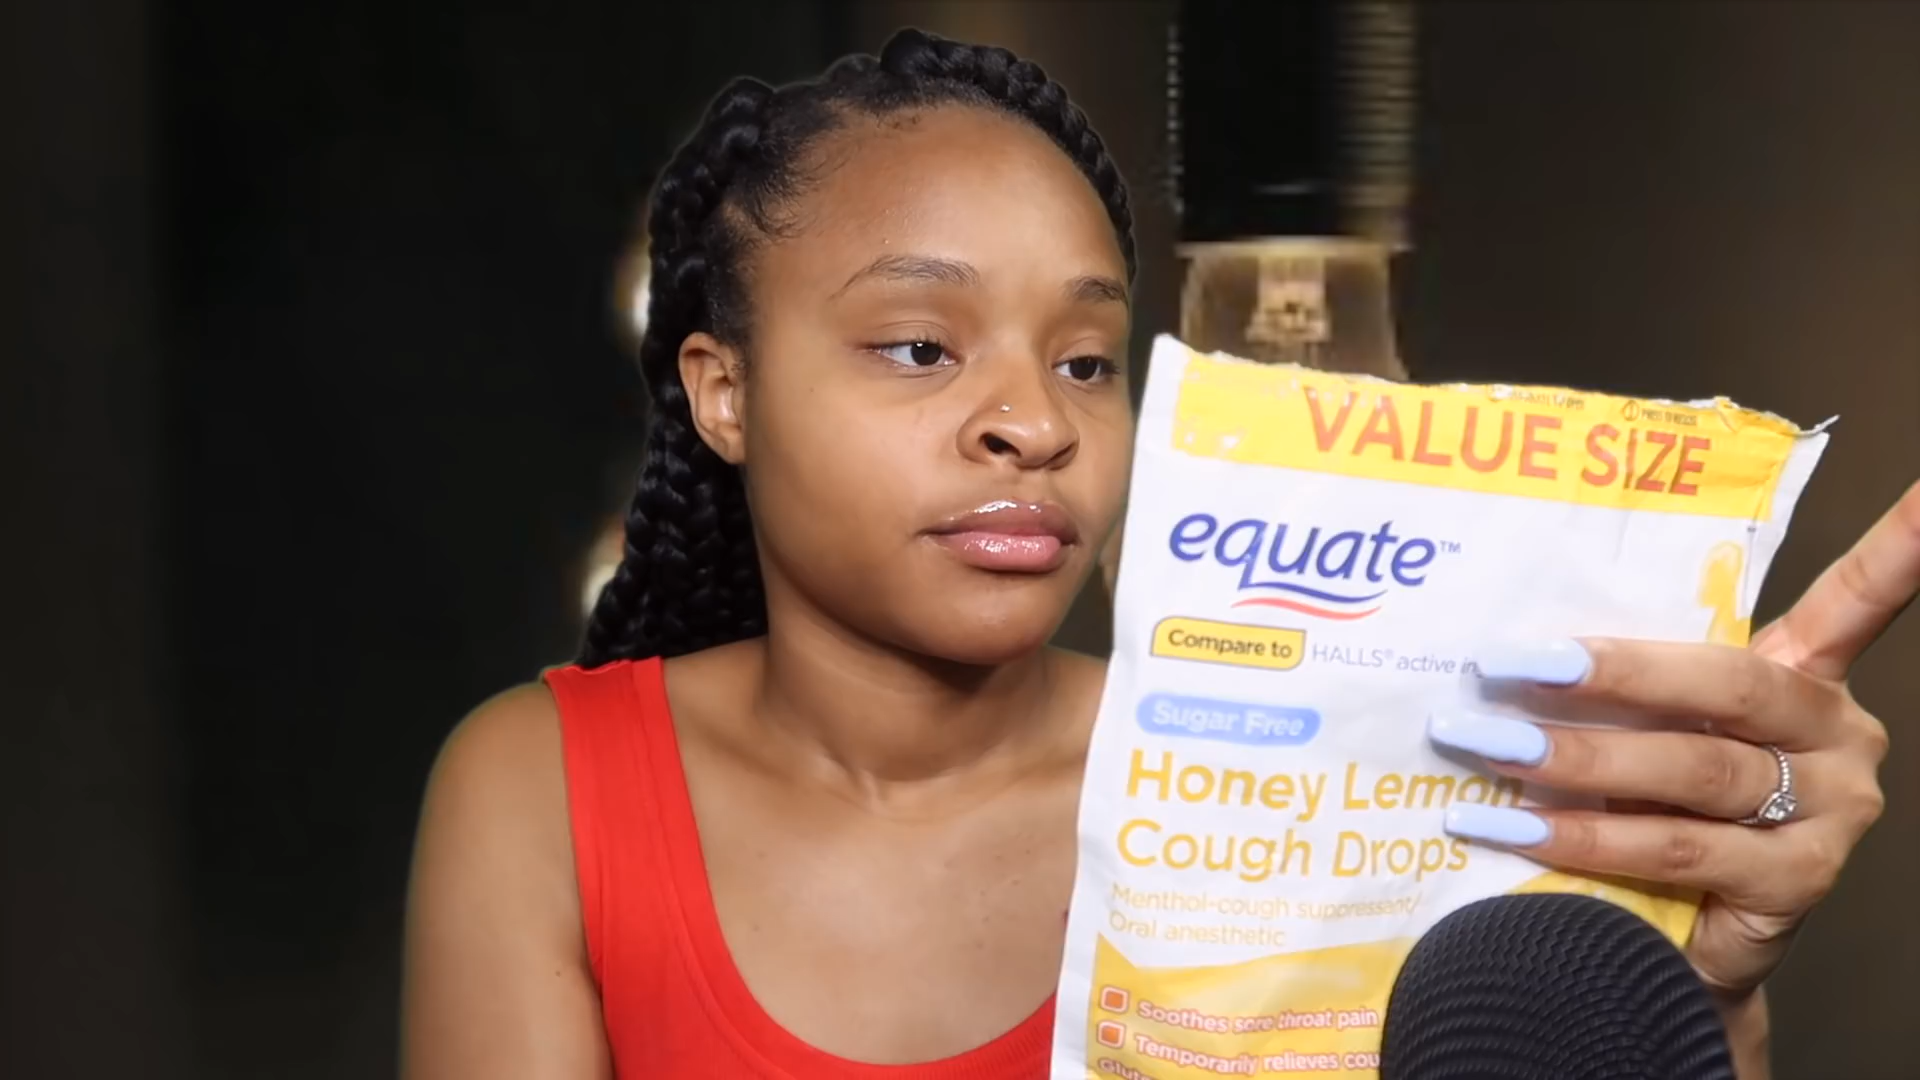 VALUE SIZE
equate™
Compare to HALLS® active in
Sugar Free
Honey Lemon
Cough Drops
Menthol-cough suppressant/
Oral anesthetic
Soothes sore throat pain
Temporarily relieves cou
Glute